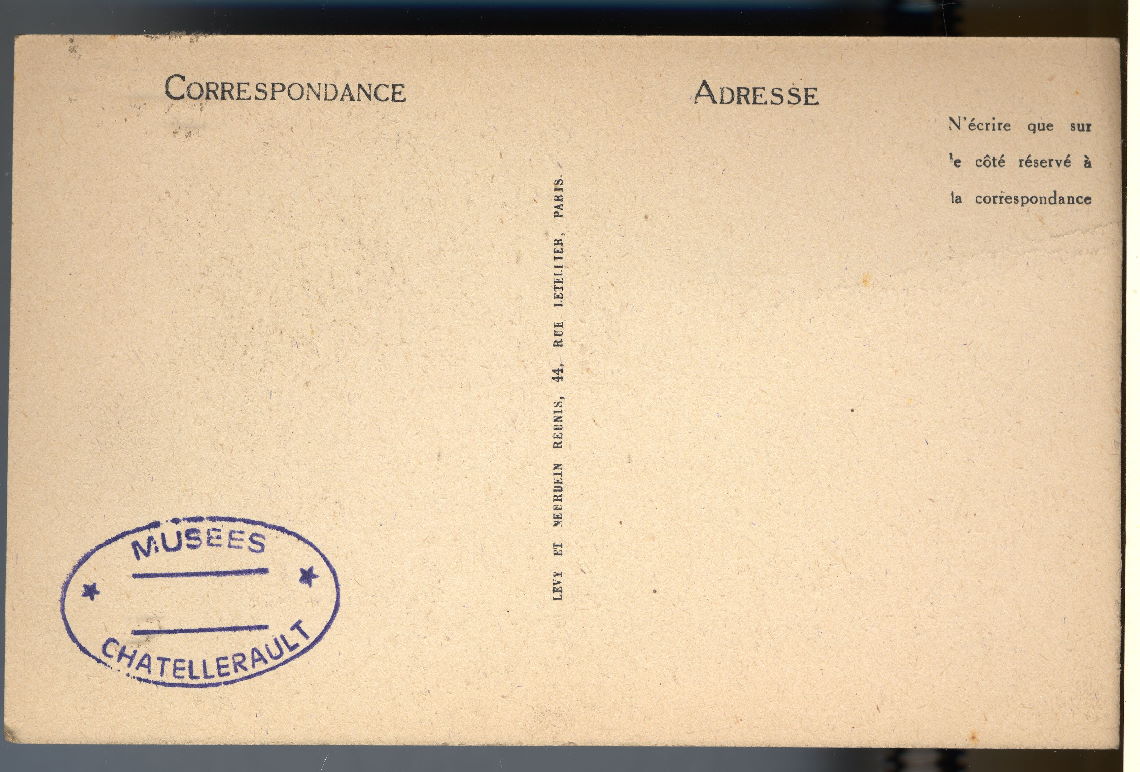 CORRESPONDANCE
ADRESSE
N'écrire que sur
le côté réservé à
la correspondance
LEVY ET NEURDEIN REUNIS, 44, RUE LETELLIER, PARIS.
MUSEES
CHATELLERAULT